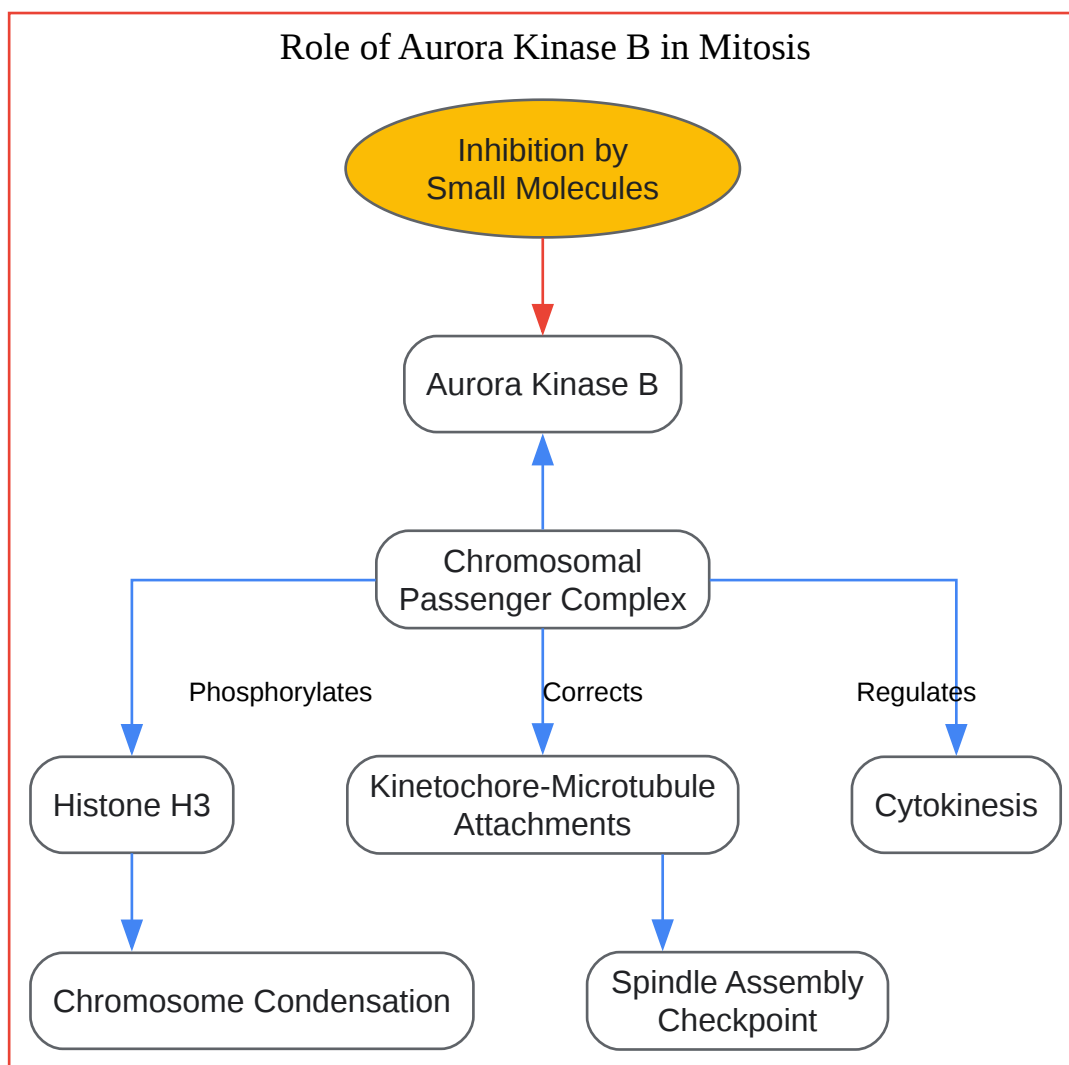 Role of Aurora Kinase B in Mitosis
Inhibition by
Small Molecules
Aurora Kinase B
Chromosomal
Passenger Complex
Phosphorylates
Corrects
Regulates
Histone H3
Kinetochore-Microtubule
Attachments
Cytokinesis
Chromosome Condensation
Spindle Assembly
Checkpoint